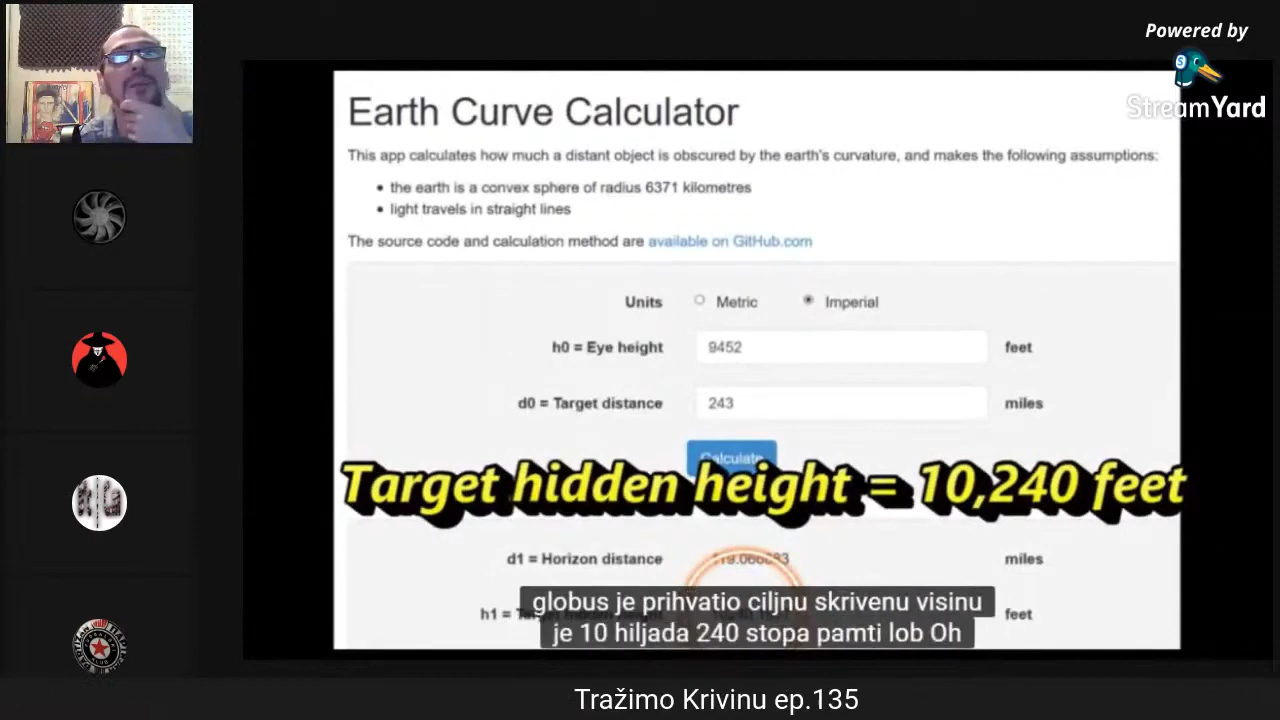 Powered by
StreamYard
Earth Curve Calculator
This app calculates how much a distant object is obscured by the earth's curvature, and makes the following assumptions:
• the earth is a convex sphere of radius 6371 kilometres
• light travels in straight lines
The source code and calculation method are available on GitHub.com
Units Metric Imperial
h0 = Eye height 9452 feet
d0 = Target distance 243 miles
Calculate
Target hidden height = 10,240 feet
d1 = Horizon distance miles
h1 = feet
globus je prihvatio ciljnu skrivenu visinu
je 10 hiljada 240 stopa pamti lob Oh
Tražimo Krivinu ep.135